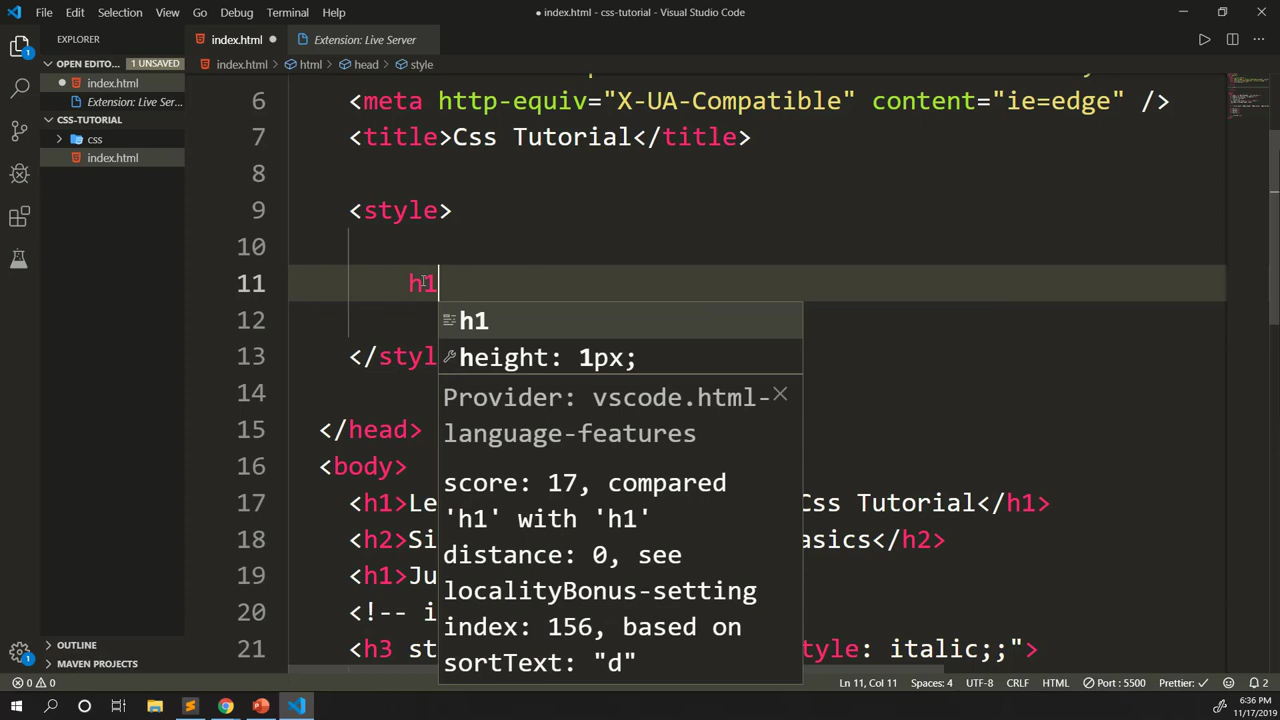 File Edit Selection View Go Debug Terminal Help
● index.html - css-tutorial - Visual Studio Code
EXPLORER
index.html
Extension: Live Server
OPEN EDITO... 1 UNSAVED
index.html > html > head > style
index.html
Extension: Live Ser...
CSS-TUTORIAL
css
index.html
6 <meta http-equiv="X-UA-Compatible" content="ie=edge" />
7 <title>Css Tutorial</title>
8
9 <style>
10
11 h1
12
13 </styl
14
15 </head>
16 <body>
17 <h1>Le Css Tutorial</h1>
18 <h2>Si asics</h2>
19 <h1>Ju
20 <!-- i
21 <h3 st tyle: italic;;">
h1
height: 1px;
Provider: vscode.html-
language-features
score: 17, compared
'h1' with 'h1'
distance: 0, see
localityBonus-setting
index: 156, based on
sortText: "d"
OUTLINE
MAVEN PROJECTS
1
1
0 0
Ln 11, Col 11 Spaces: 4 UTF-8 CRLF HTML Port : 5500 Prettier: ✓ 2
6:36 PM
11/17/2019